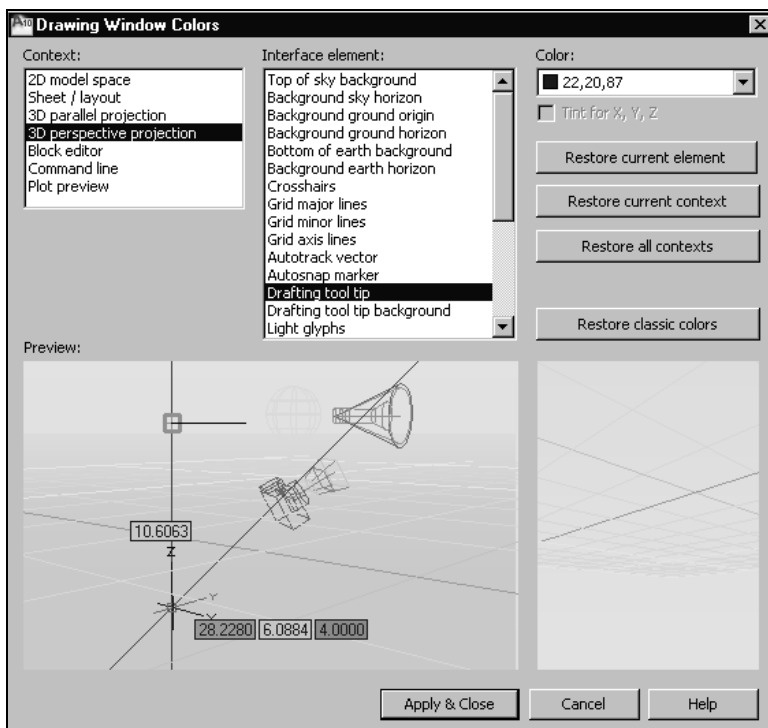 Drawing Window Colors
Context:
2D model space
Sheet / layout
3D parallel projection
3D perspective projection
Block editor
Command line
Plot preview
Interface element:
Top of sky background
Background sky horizon
Background ground origin
Background ground horizon
Bottom of earth background
Background earth horizon
Crosshairs
Grid major lines
Grid minor lines
Grid axis lines
Autotrack vector
Autosnap marker
Drafting tool tip
Drafting tool tip background
Light glyphs
Color:
22,20,87
Tint for X, Y, Z
Restore current element
Restore current context
Restore all contexts
Restore classic colors
Preview:
10.6063
Z
Y
X
28.2280 6.0884 4.0000
Apply & Close Cancel Help